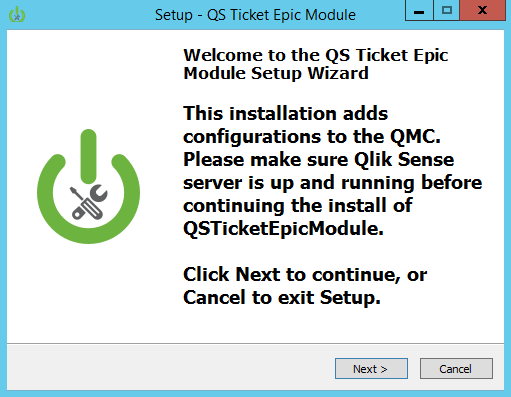 Setup - QS Ticket Epic Module
Welcome to the QS Ticket Epic
Module Setup Wizard
This installation adds
configurations to the QMC.
Please make sure Qlik Sense
server is up and running before
continuing the install of
QSTicketEpicModule.
Click Next to continue, or
Cancel to exit Setup.
Next >
Cancel